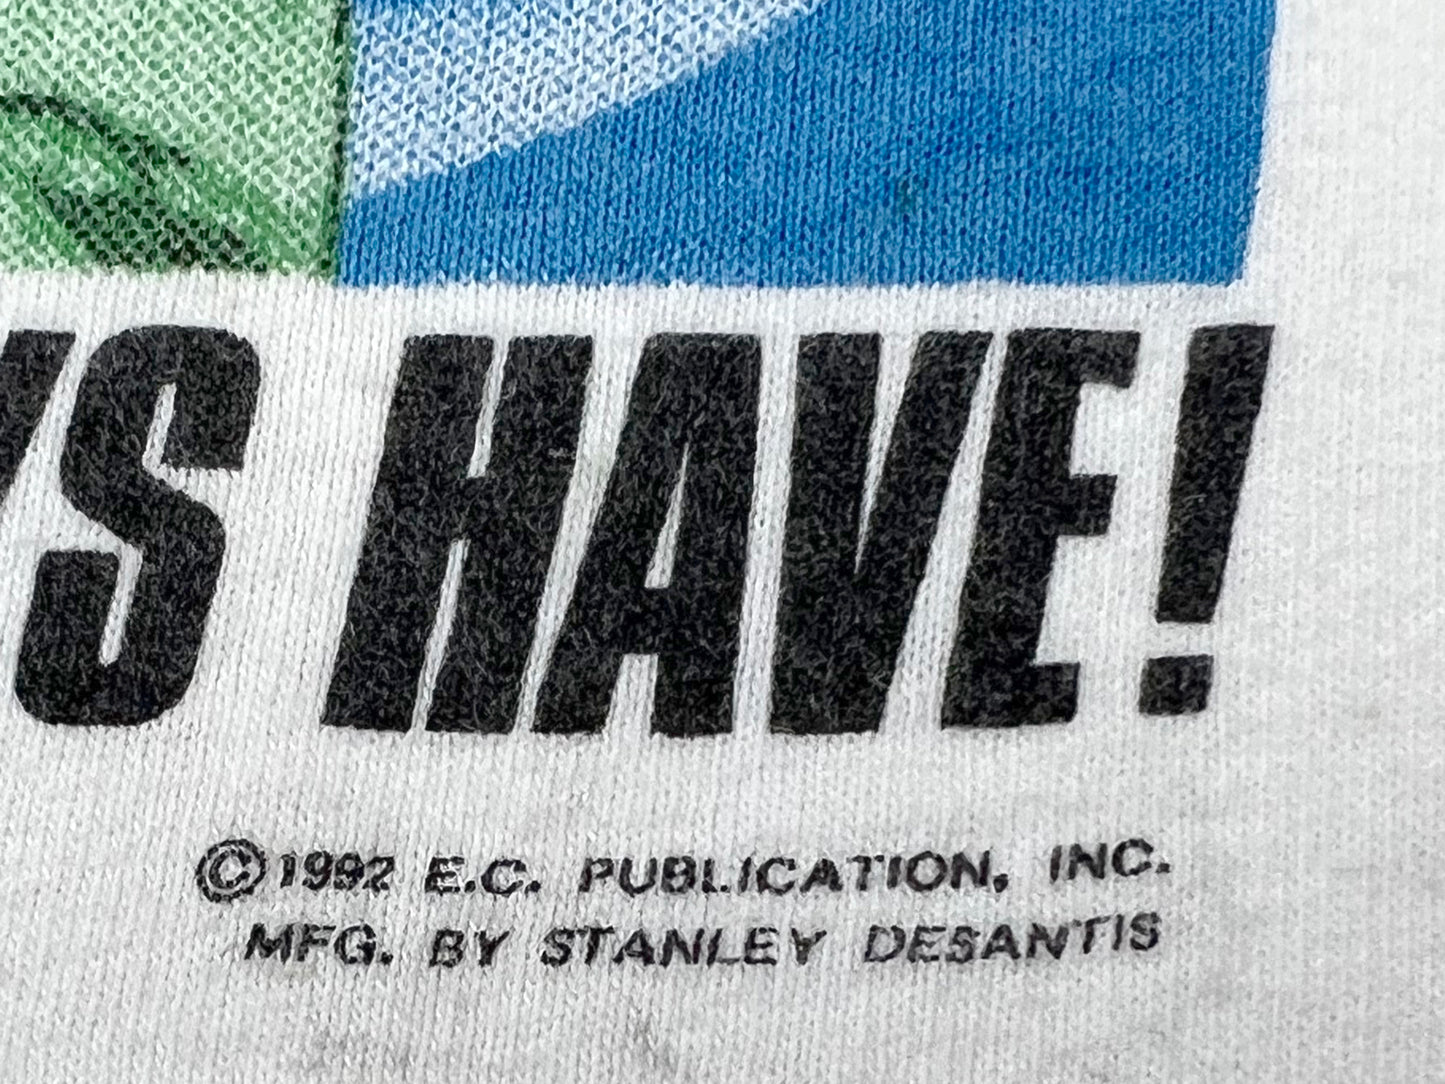 YS HAVE!
©1992 E.C. PUBLICATION, INC.
MFG. BY STANLEY DESANTIS